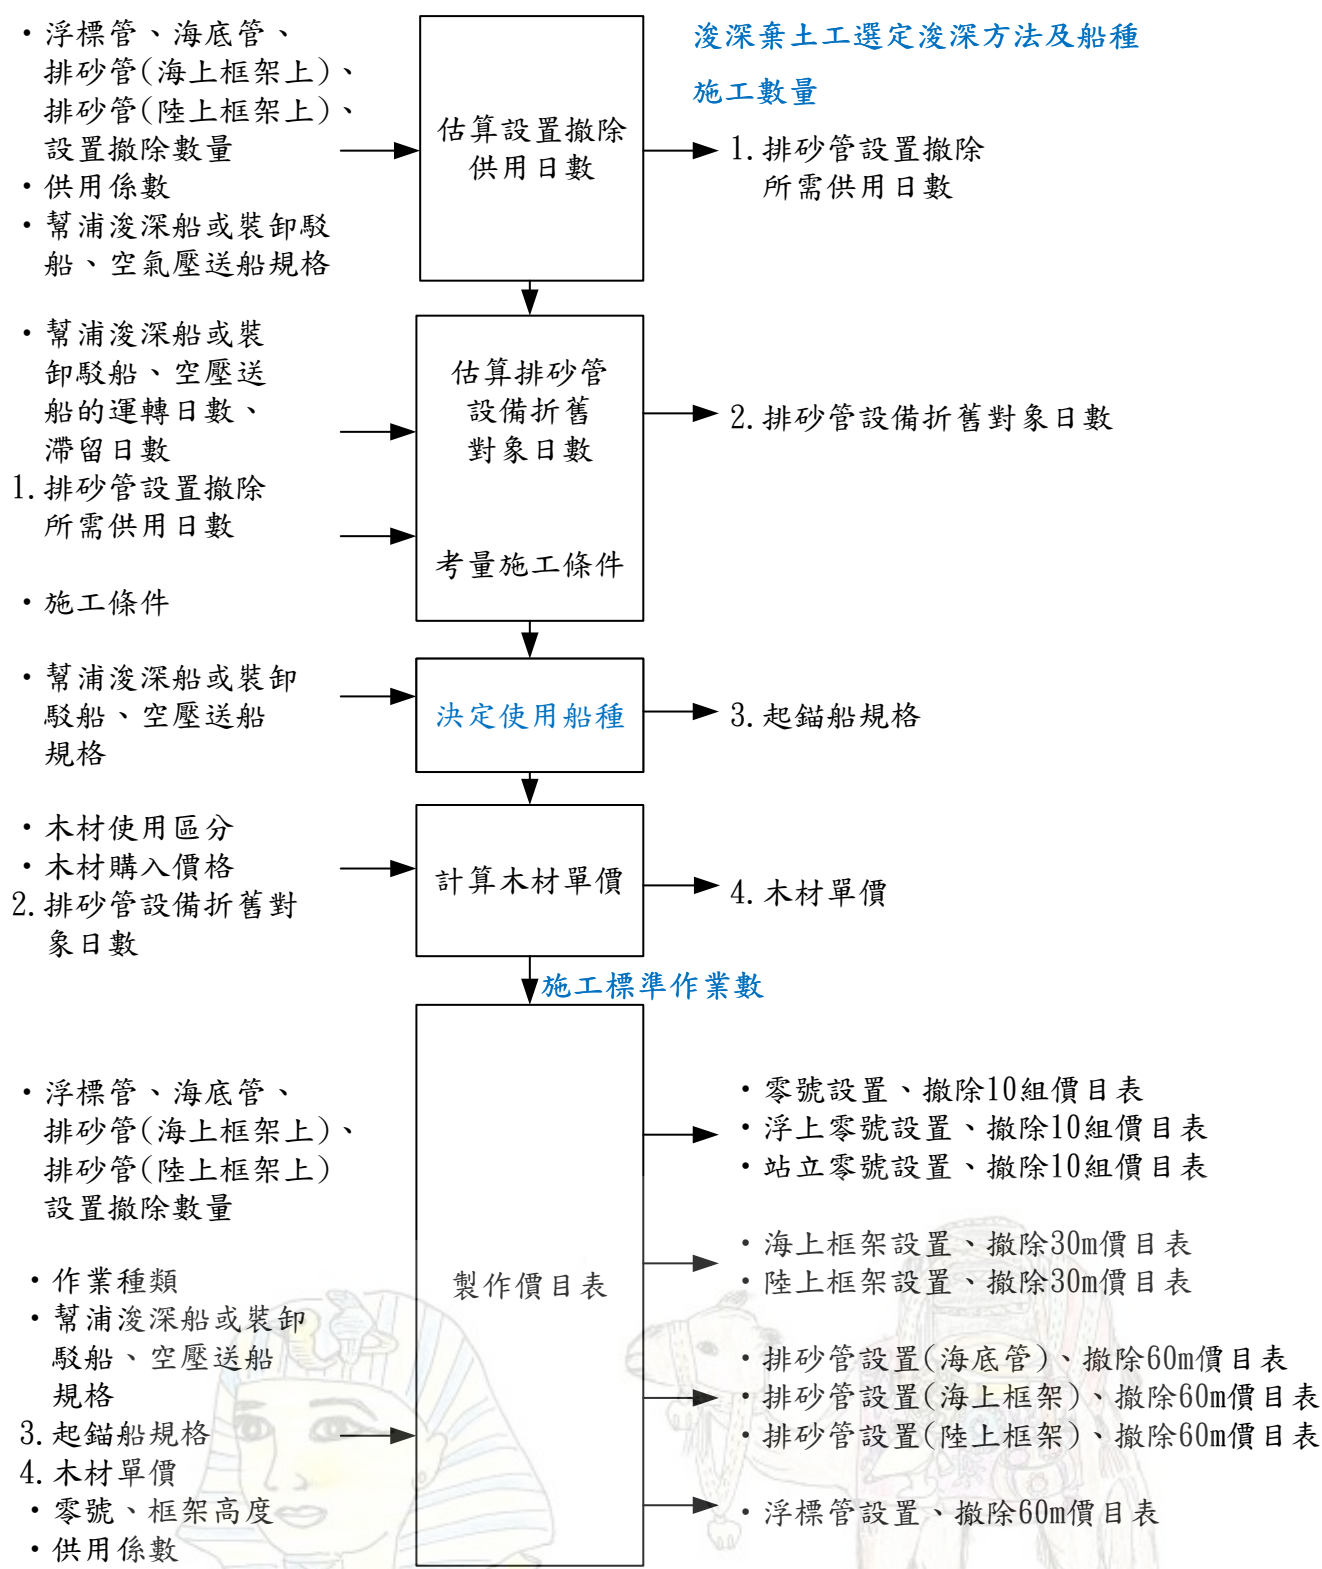 浚深棄土工選定浚深方法及船種
施工數量
・浮標管、海底管、
排砂管(海上框架上)、
排砂管(陸上框架上)、
設置撤除數量
・供用係數
・幫浦浚深船或裝卸駁
船、空氣壓送船規格
估算設置撤除
供用日數
1.排砂管設置撤除
所需供用日數
・幫浦浚深船或裝
卸駁船、空壓送
船的運轉日數、
滯留日數
1.排砂管設置撤除
所需供用日數
・施工條件
估算排砂管
設備折舊
對象日數
考量施工條件
2.排砂管設備折舊對象日數
・幫浦浚深船或裝卸
駁船、空壓送船
規格
決定使用船種
3.起錨船規格
・木材使用區分
・木材購入價格
2.排砂管設備折舊對
象日數
計算木材單價
4.木材單價
施工標準作業數
・浮標管、海底管、
排砂管(海上框架上)、
排砂管(陸上框架上)
設置撤除數量
・作業種類
・幫浦浚深船或裝卸
駁船、空壓送船
規格
3.起錨船規格
4.木材單價
・零號、框架高度
・供用係數
製作價目表
・零號設置、撤除10組價目表
・浮上零號設置、撤除10組價目表
・站立零號設置、撤除10組價目表
・海上框架設置、撤除30m價目表
・陸上框架設置、撤除30m價目表
・排砂管設置(海底管)、撤除60m價目表
・排砂管設置(海上框架)、撤除60m價目表
・排砂管設置(陸上框架)、撤除60m價目表
・浮標管設置、撤除60m價目表